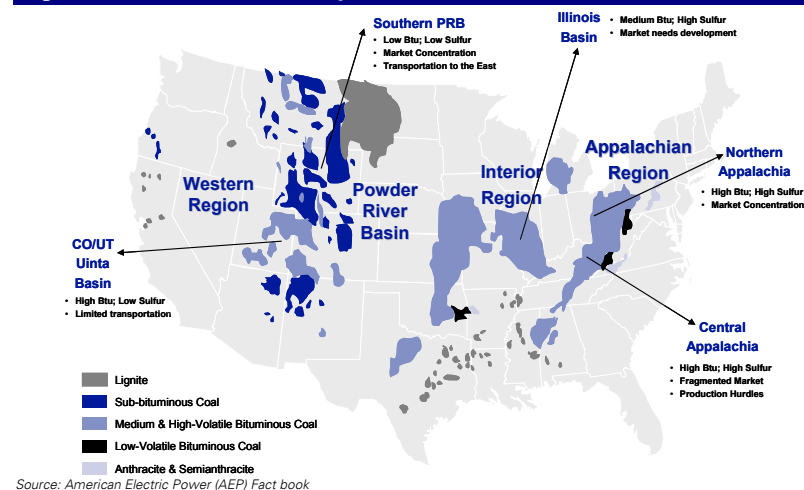 Southern PRB
• Low Btu; Low Sulfur
• Market Concentration
• Transportation to the East
Illinois
Basin
• Medium Btu; High Sulfur
• Market needs development
Appalachian
Region
Northern
Appalachia
• High Btu; High Sulfur
• Market Concentration
Interior
Region
Western
Region
Powder
River
Basin
CO/UT
Uinta
Basin
• High Btu; Low Sulfur
• Limited transportation
Central
Appalachia
• High Btu; High Sulfur
• Fragmented Market
• Production Hurdles
Lignite
Sub-bituminous Coal
Medium & High-Volatile Bituminous Coal
Low-Volatile Bituminous Coal
Anthracite & Semianthracite
Source: American Electric Power (AEP) Fact book